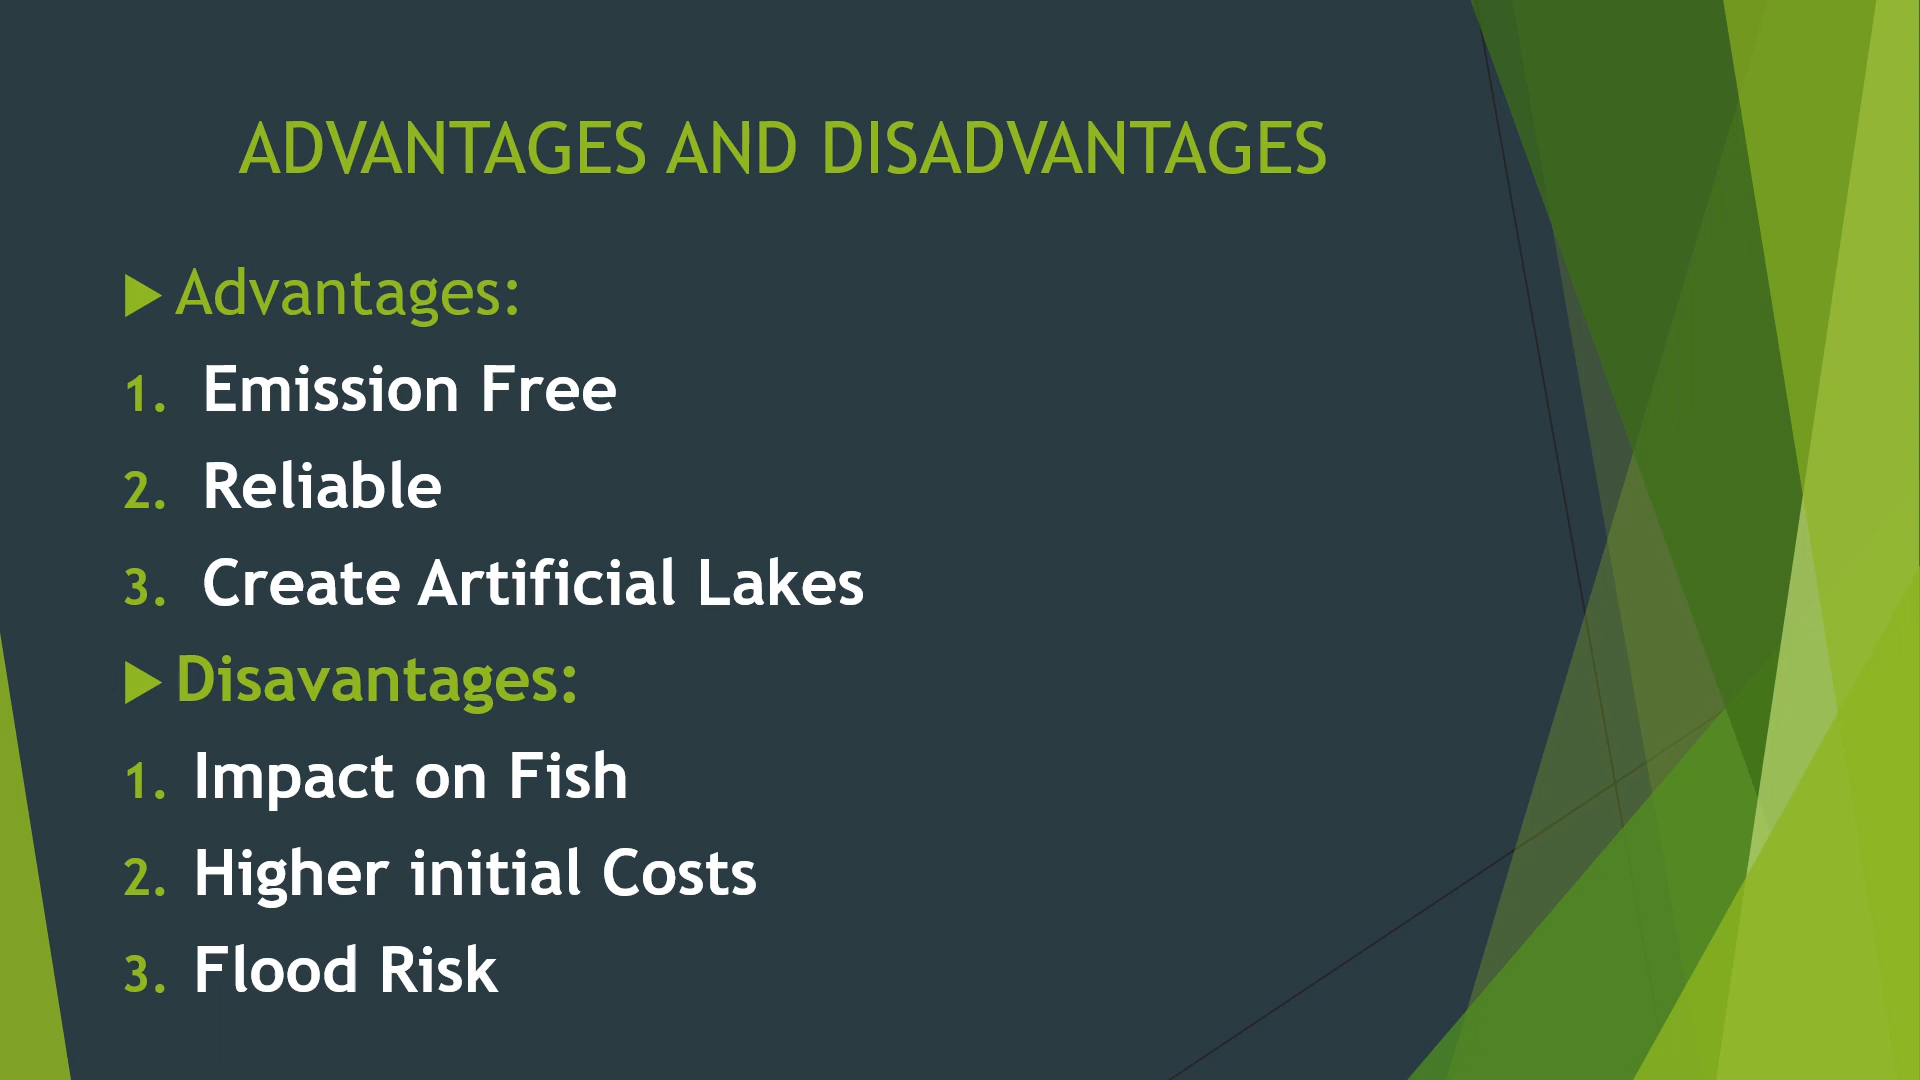 ADVANTAGES AND DISADVANTAGES
Advantages:
1. Emission Free
2. Reliable
3. Create Artificial Lakes
Disavantages:
1. Impact on Fish
2. Higher initial Costs
3. Flood Risk